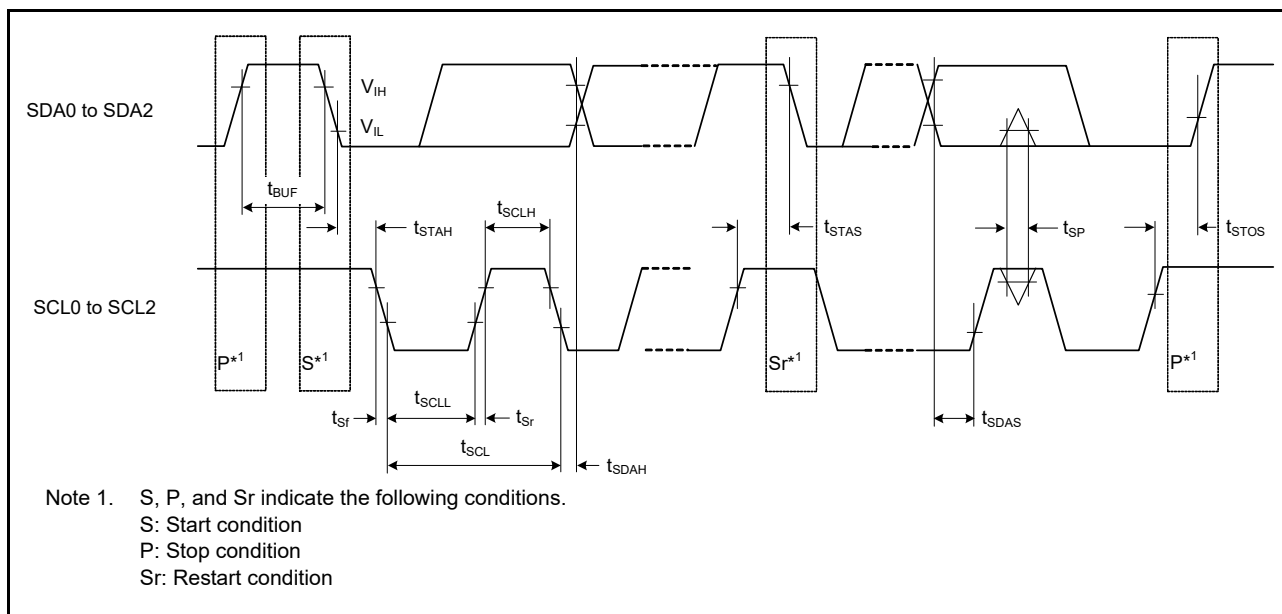 SDA0 to SDA2
VIH
VIL
tBUF
tSTAH
tSCLH
tSTAS
tSP
tSTOS
SCL0 to SCL2
P*1
S*1
Sr*1
P*1
tSf
tSCLL
tSr
tSCL
tSDAH
tSDAS
Note 1. S, P, and Sr indicate the following conditions.
S: Start condition
P: Stop condition
Sr: Restart condition